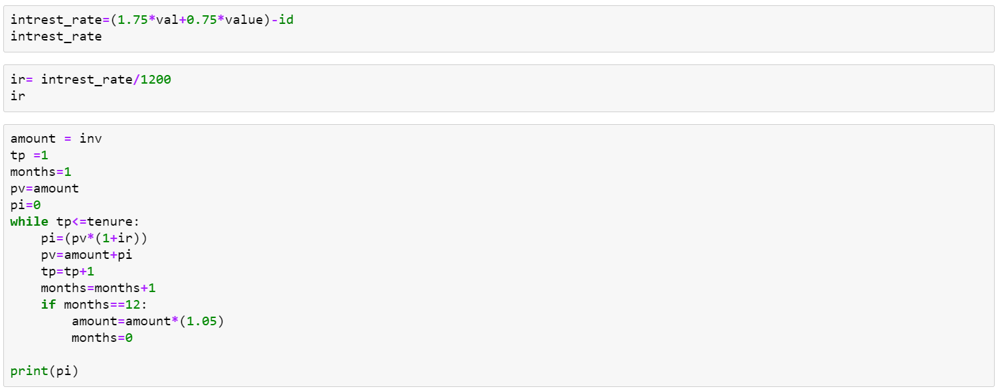 intrest_rate=(1.75*val+0.75*value)-id
intrest_rate
ir= intrest_rate/1200
ir
amount = inv
tp =1
months=1
pv=amount
pi=0
while tp<=tenure:
    pi=(pv*(1+ir))
    pv=amount+pi
    tp=tp+1
    months=months+1
    if months==12:
        amount=amount*(1.05)
        months=0
print(pi)